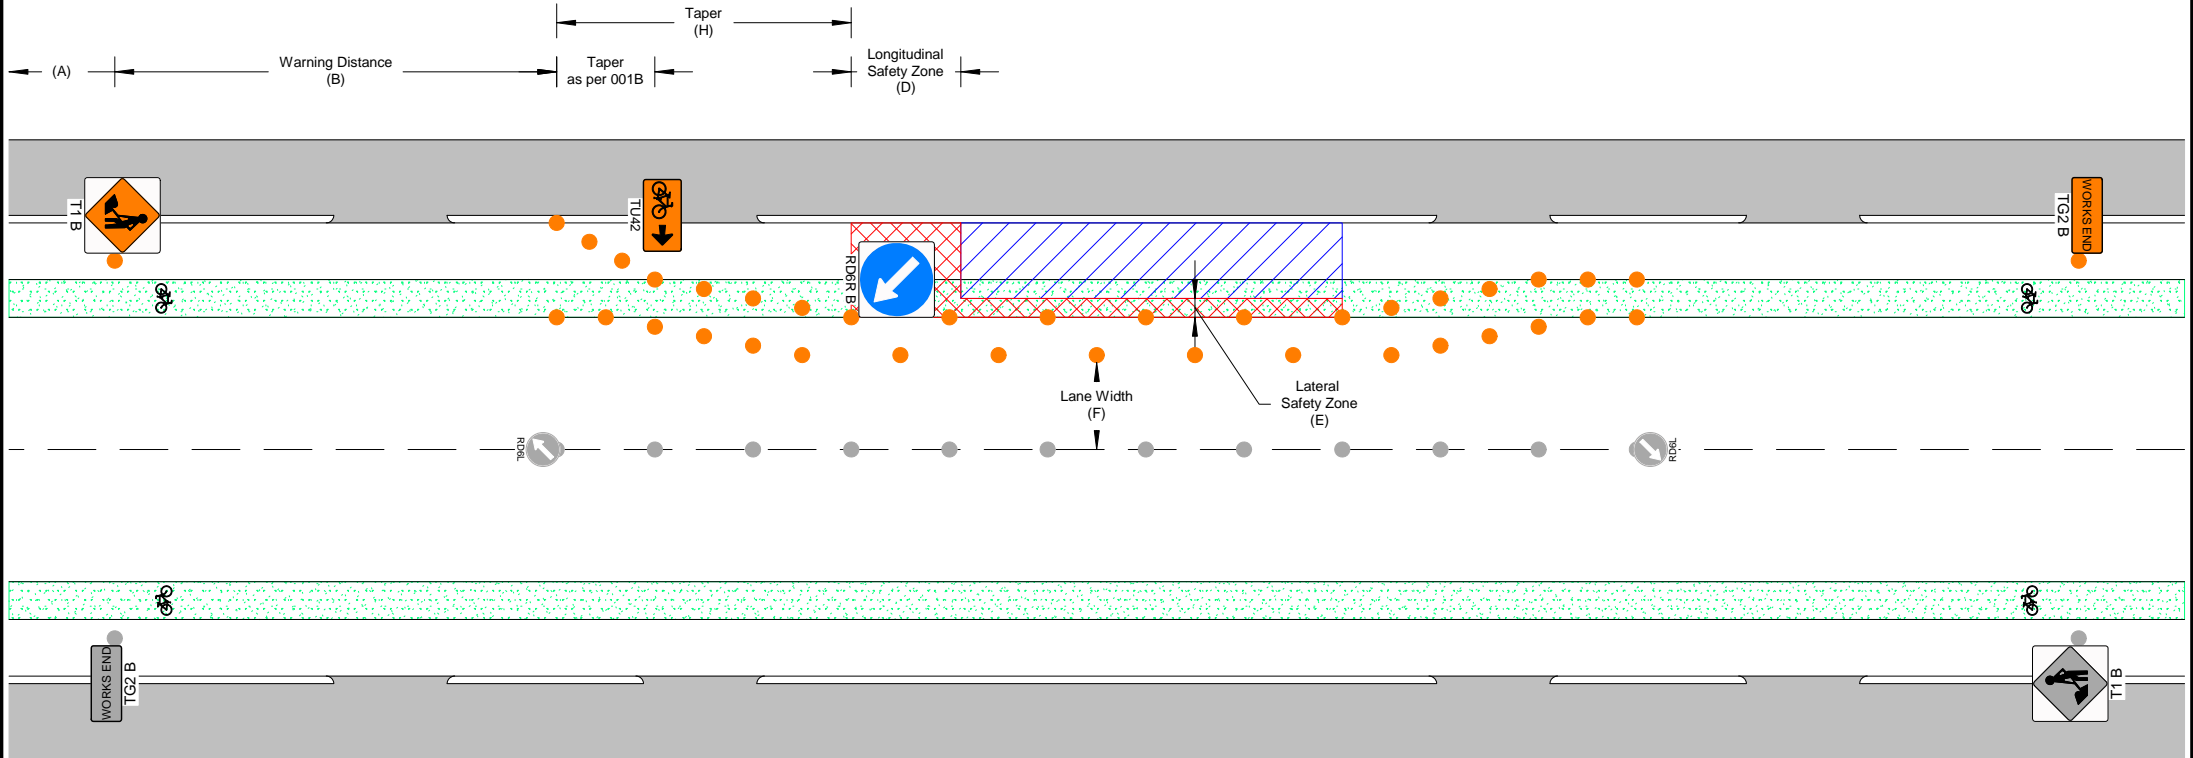 Taper
(H)
(A)
Warning Distance
(B)
Taper
as per 001B
Longitudinal
Safety Zone
(D)
T1 B
TU42
RD6R B
WORKS END
TG2 B
Lane Width
(F)
Lateral
Safety Zone
(E)
RD6L
RD6L
WORKS END
TG2 B
T1 B